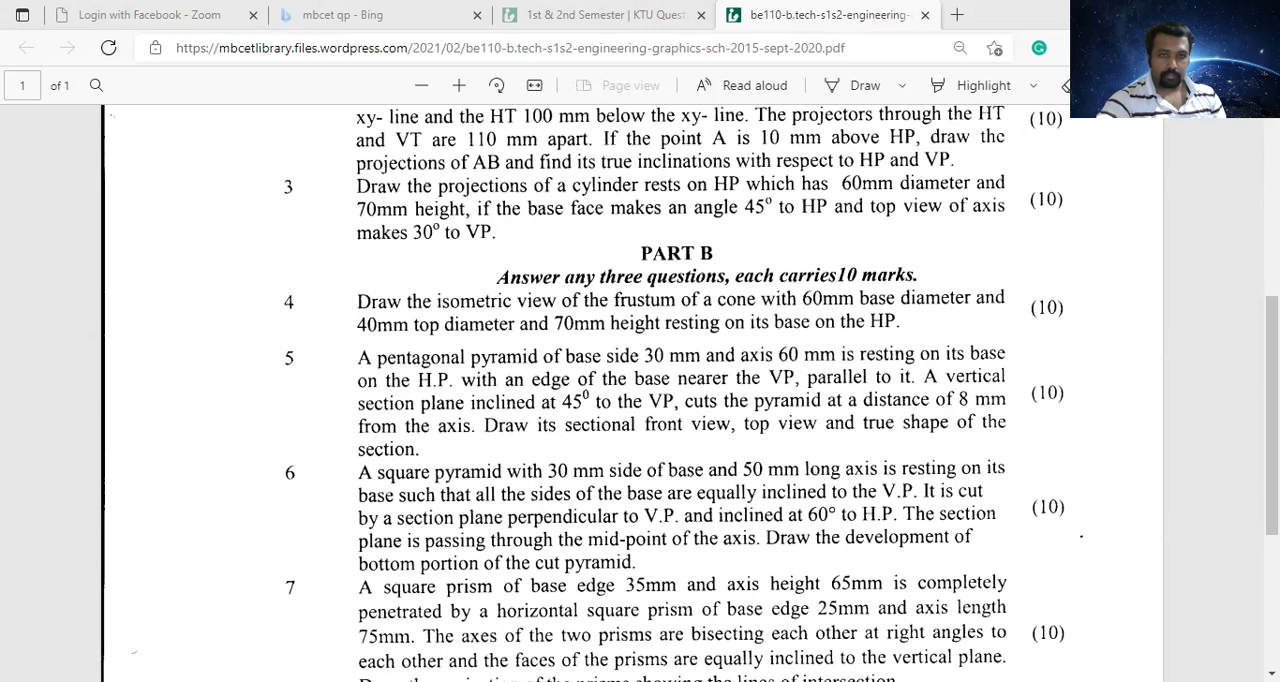 Login with Facebook - Zoom
mbcet qp - Bing
1st & 2nd Semester | KTU Quest
be110-b.tech-s1s2-engineering-
https://mbcetlibrary.files.wordpress.com/2021/02/be110-b.tech-s1s2-engineering-graphics-sch-2015-sept-2020.pdf
1 of 1 Page view Read aloud Draw Highlight
xy- line and the HT 100 mm below the xy- line. The projectors through the HT (10)
and VT are 110 mm apart. If the point A is 10 mm above HP, draw the
projections of AB and find its true inclinations with respect to HP and VP.
3 Draw the projections of a cylinder rests on HP which has 60mm diameter and
70mm height, if the base face makes an angle 45° to HP and top view of axis (10)
makes 30° to VP.
PART B
Answer any three questions, each carries10 marks.
4 Draw the isometric view of the frustum of a cone with 60mm base diameter and (10)
40mm top diameter and 70mm height resting on its base on the HP.
5 A pentagonal pyramid of base side 30 mm and axis 60 mm is resting on its base
on the H.P. with an edge of the base nearer the VP, parallel to it. A vertical (10)
section plane inclined at 45⁰ to the VP, cuts the pyramid at a distance of 8 mm
from the axis. Draw its sectional front view, top view and true shape of the
section.
6 A square pyramid with 30 mm side of base and 50 mm long axis is resting on its
base such that all the sides of the base are equally inclined to the V.P. It is cut
by a section plane perpendicular to V.P. and inclined at 60° to H.P. The section (10)
plane is passing through the mid-point of the axis. Draw the development of
bottom portion of the cut pyramid.
7 A square prism of base edge 35mm and axis height 65mm is completely
penetrated by a horizontal square prism of base edge 25mm and axis length
75mm. The axes of the two prisms are bisecting each other at right angles to (10)
each other and the faces of the prisms are equally inclined to the vertical plane.